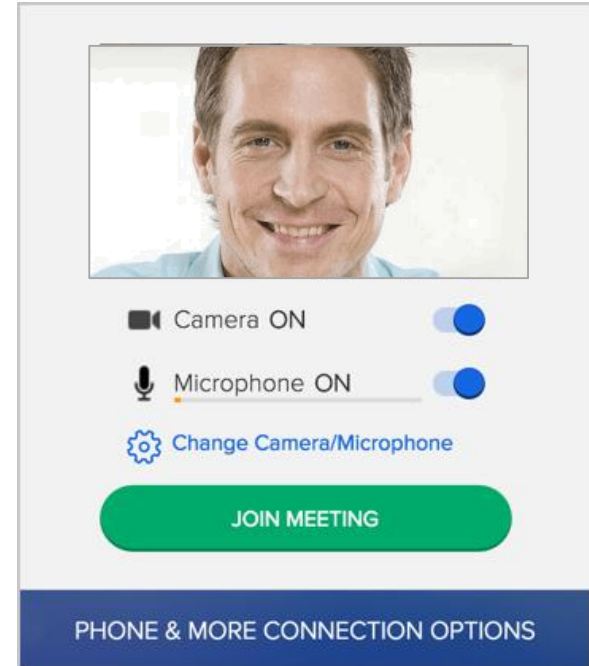 Camera ON
Microphone ON
Change Camera/Microphone
JOIN MEETING
PHONE & MORE CONNECTION OPTIONS